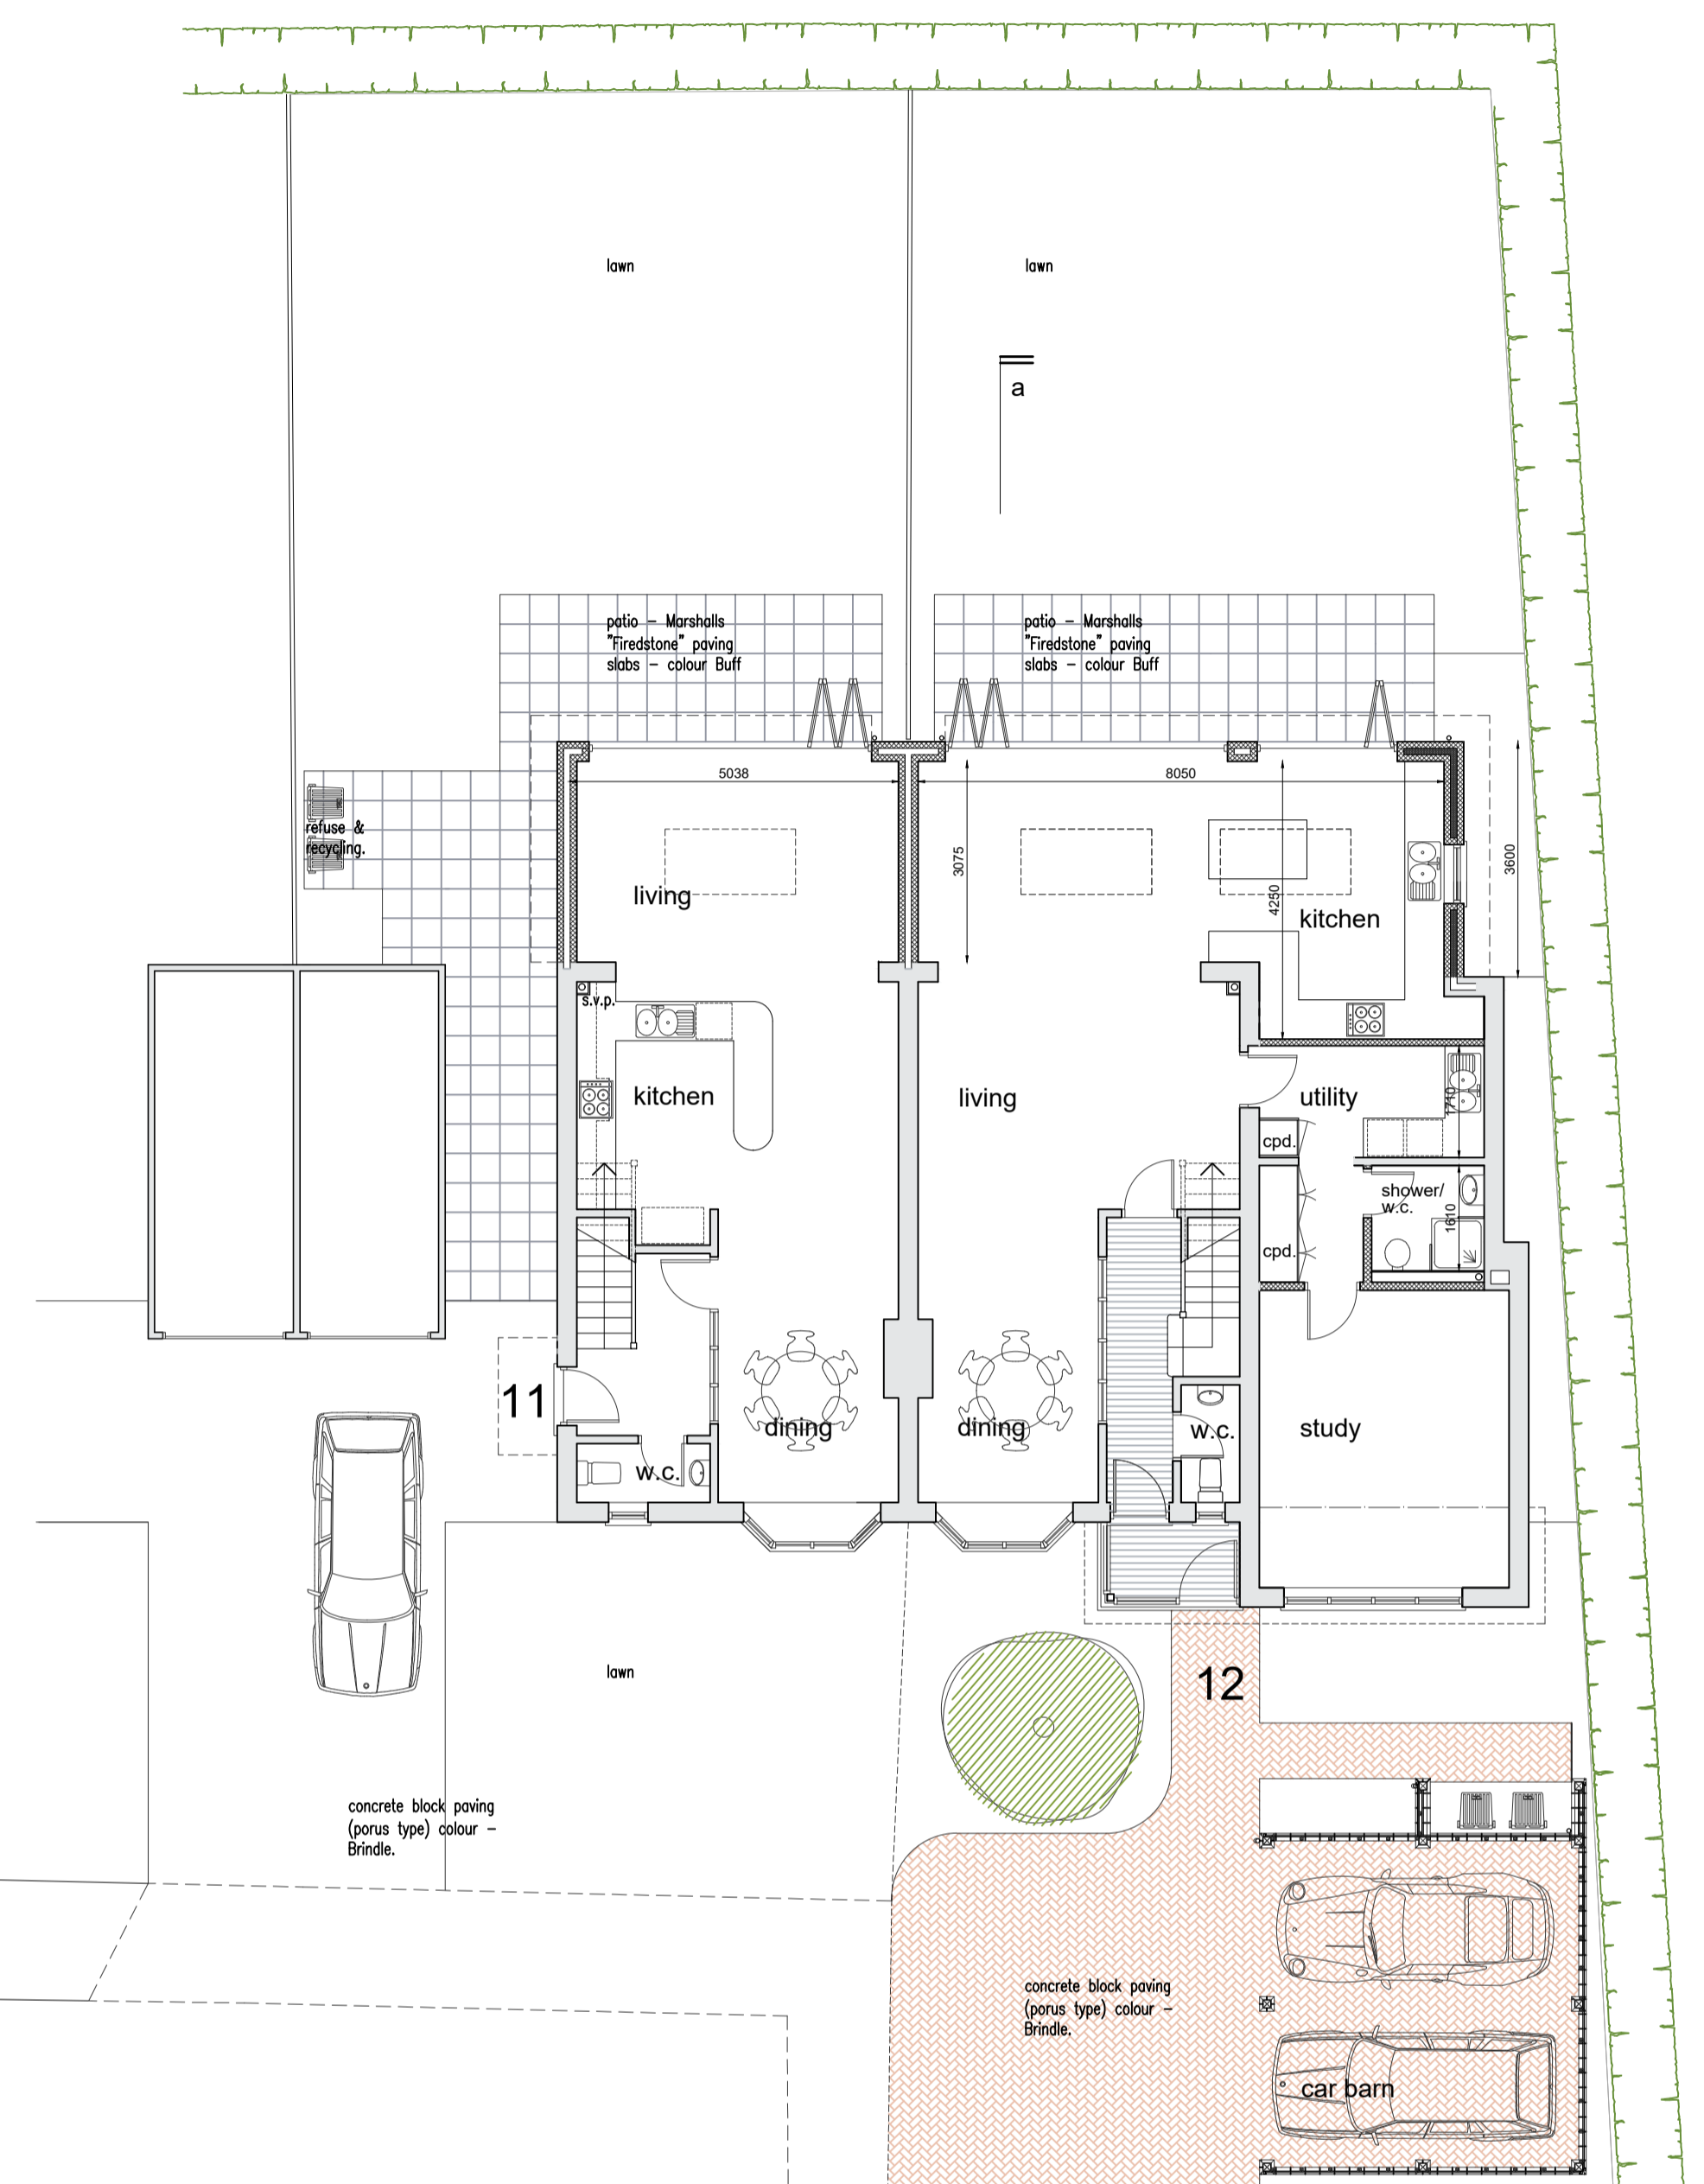 lawn
lawn
a
patio – Marshalls
"Firedstone" paving
slabs – colour Buff
patio – Marshalls
"Firedstone" paving
slabs – colour Buff
5038
8050
refuse &
recycling.
living
3075
4250
kitchen
3600
s.v.p.
kitchen
living
utility
1710
cpd.
shower/
w.c.
1610
cpd.
11
dining
dining
w.c.
study
w.c.
lawn
12
concrete block paving
(porus type) colour –
Brindle.
concrete block paving
(porus type) colour –
Brindle.
car barn